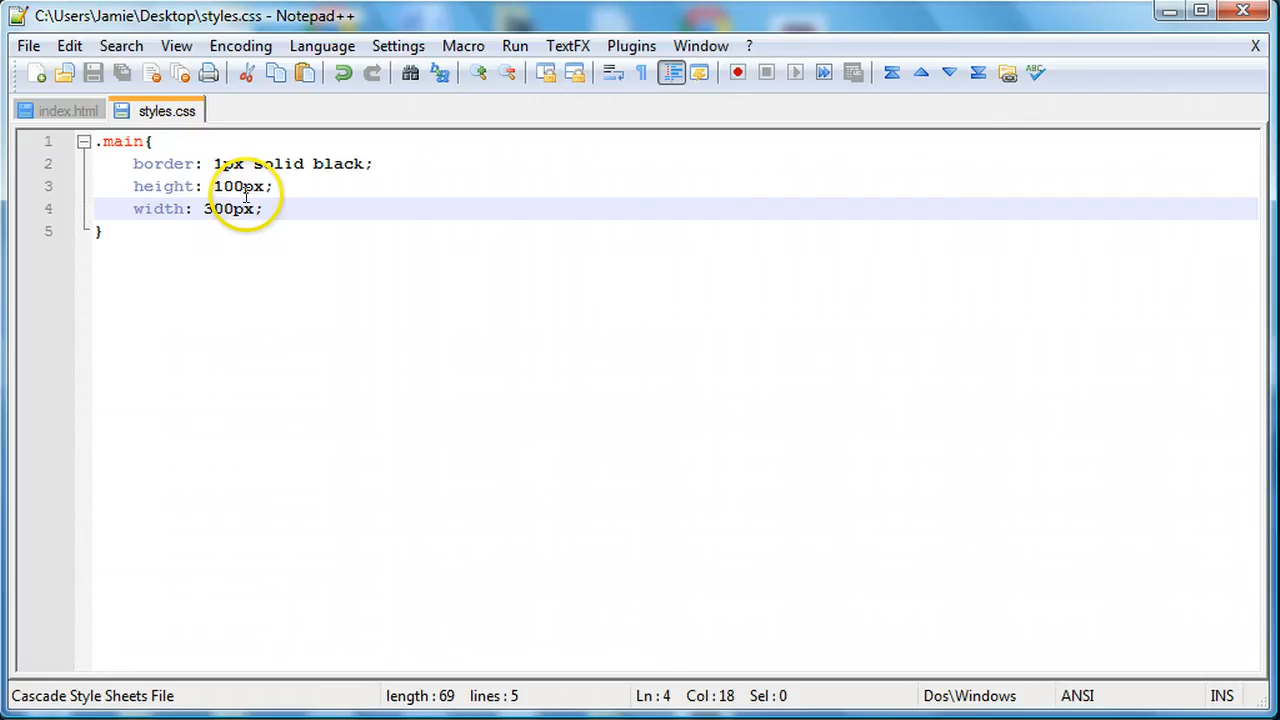 C:\Users\Jamie\Desktop\styles.css - Notepad++
File Edit Search View Encoding Language Settings Macro Run TextFX Plugins Window ? X
index.html styles.css
1 .main{
2 border: 1px solid black;
3 height: 100px;
4 width: 300px;
5 }
Cascade Style Sheets File length : 69 lines : 5 Ln : 4 Col : 18 Sel : 0 Dos\Windows ANSI INS